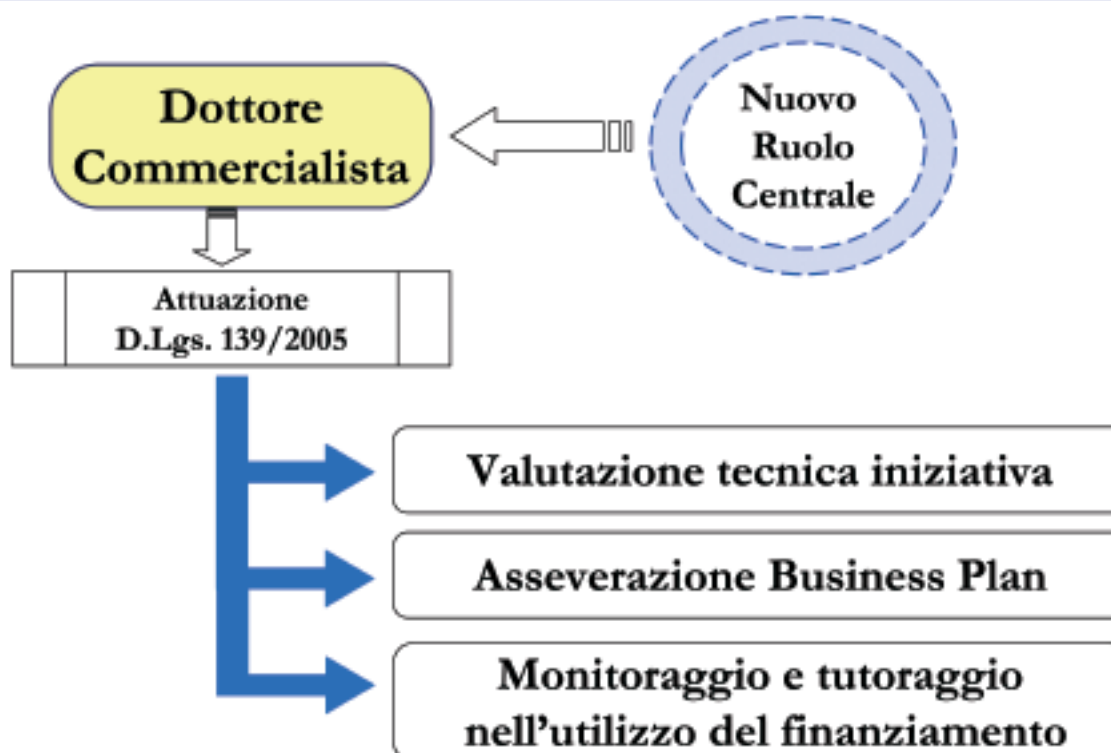 Dottore
Commercialista
Nuovo
Ruolo
Centrale
Attuazione
D.Lgs. 139/2005
Valutazione tecnica iniziativa
Asseverazione Business Plan
Monitoraggio e tutoraggio
nell'utilizzo del finanziamento